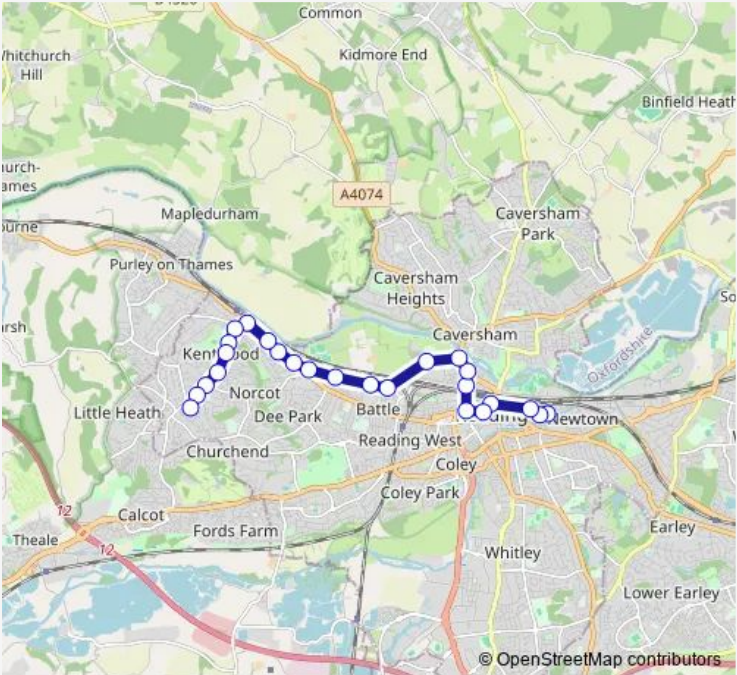 Common
Whitchurch
Hill
Kidmore End
Binfield Heath
Mapledurham
A4074
Caversham
Park
Purley on Thames
Caversham
Heights
Oxfordshire
Caversham
Kentwood
Norcot
Little Heath
Dee Park
Battle
Newtown
Reading West
Churchend
Coley
Coley Park
12
Calcot
Fords Farm
Theale
12
Earley
Whitley
Lower Earley
© OpenStreetMap contributors